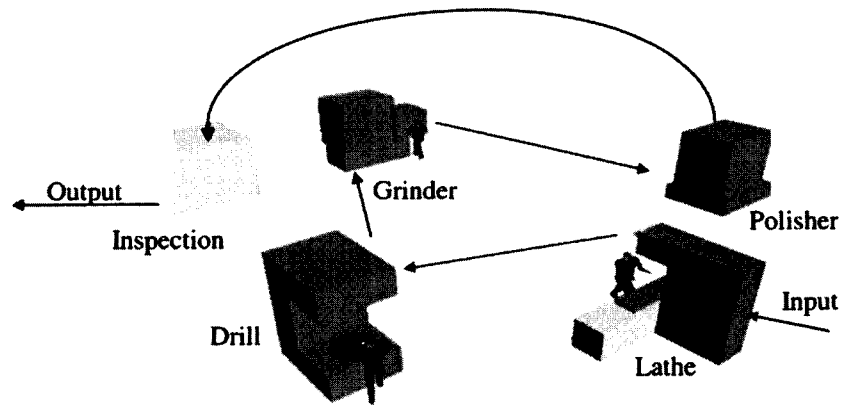 Output
Grinder
Inspection
Polisher
Input
Drill
Lathe